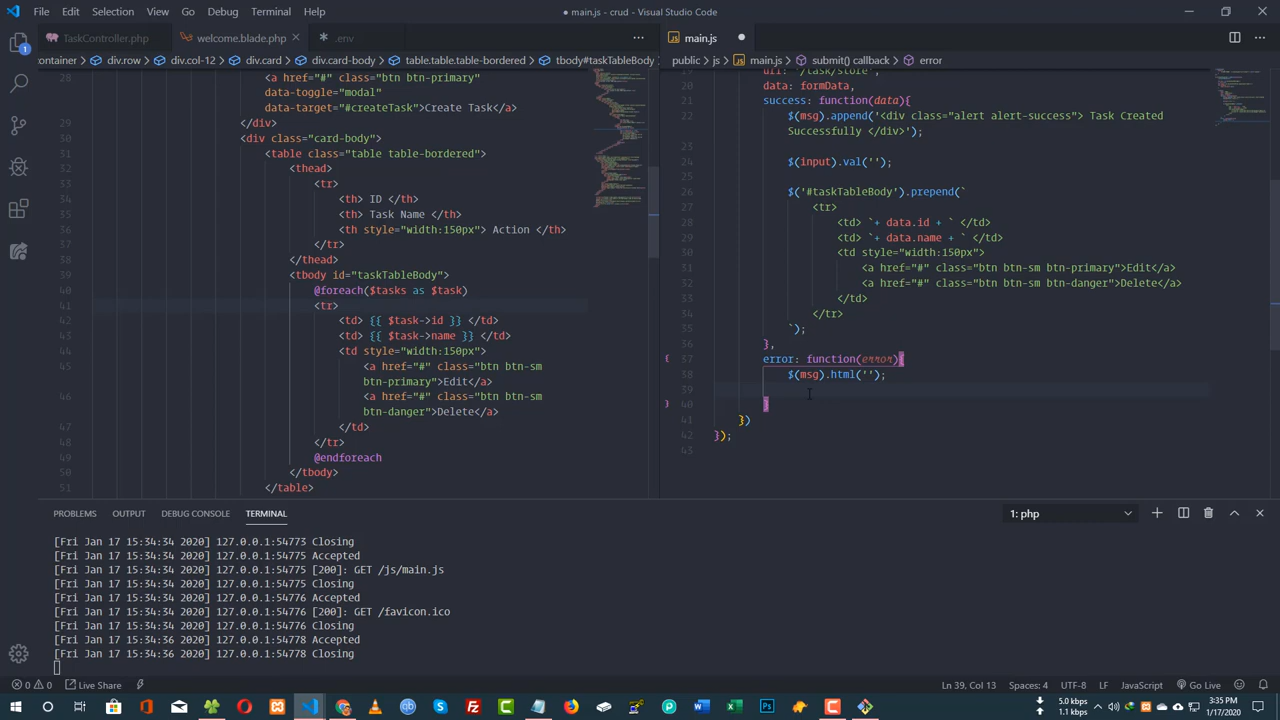 File Edit Selection View Go Debug Terminal Help
● main.js - crud - Visual Studio Code
TaskController.php welcome.blade.php .env
main.js
container > div.row > div.col-12 > div.card > div.card-body > table.table.table-bordered > tbody#taskTableBody
public > js > main.js > submit() callback > error
28 <a href="#" class="btn btn-primary"
data-toggle="modal"
data-target="#createTask">Create Task</a>
29 </div>
30 <div class="card-body">
31 <table class="table table-bordered">
32 <thead>
33 <tr>
34 <th> ID </th>
35 <th> Task Name </th>
36 <th style="width:150px"> Action </th>
37 </tr>
38 </thead>
39 <tbody id="taskTableBody">
40 @foreach($tasks as $task)
41 <tr>
42 <td> {{ $task->id }} </td>
43 <td> {{ $task->name }} </td>
44 <td style="width:150px">
45 <a href="#" class="btn btn-sm
btn-primary">Edit</a>
46 <a href="#" class="btn btn-sm
btn-danger">Delete</a>
47 </td>
48 </tr>
49 @endforeach
50 </tbody>
51 </table>
url: '/task/store',
20 data: formData,
21 success: function(data){
22 $(msg).append('<div class="alert alert-success"> Task Created
Successfully </div>');
23
24 $(input).val('');
25
26 $('#taskTableBody').prepend(`
27 <tr>
28 <td> `+ data.id + ` </td>
29 <td> `+ data.name + ` </td>
30 <td style="width:150px">
31 <a href="#" class="btn btn-sm btn-primary">Edit</a>
32 <a href="#" class="btn btn-sm btn-danger">Delete</a>
33 </td>
34 </tr>
35 `);
36 },
37 error: function(error){
38 $(msg).html('');
39
40 }
41 })
42 });
43
PROBLEMS OUTPUT DEBUG CONSOLE TERMINAL
1: php
[Fri Jan 17 15:34:34 2020] 127.0.0.1:54773 Closing
[Fri Jan 17 15:34:34 2020] 127.0.0.1:54775 Accepted
[Fri Jan 17 15:34:34 2020] 127.0.0.1:54775 [200]: GET /js/main.js
[Fri Jan 17 15:34:34 2020] 127.0.0.1:54775 Closing
[Fri Jan 17 15:34:34 2020] 127.0.0.1:54776 Accepted
[Fri Jan 17 15:34:34 2020] 127.0.0.1:54776 [200]: GET /favicon.ico
[Fri Jan 17 15:34:34 2020] 127.0.0.1:54776 Closing
[Fri Jan 17 15:34:36 2020] 127.0.0.1:54778 Accepted
[Fri Jan 17 15:34:36 2020] 127.0.0.1:54778 Closing
0 0 Live Share
Ln 39, Col 13 Spaces: 4 UTF-8 LF JavaScript Go Live
5.0 kbps
1.1 kbps
3:35 PM
1/17/2020